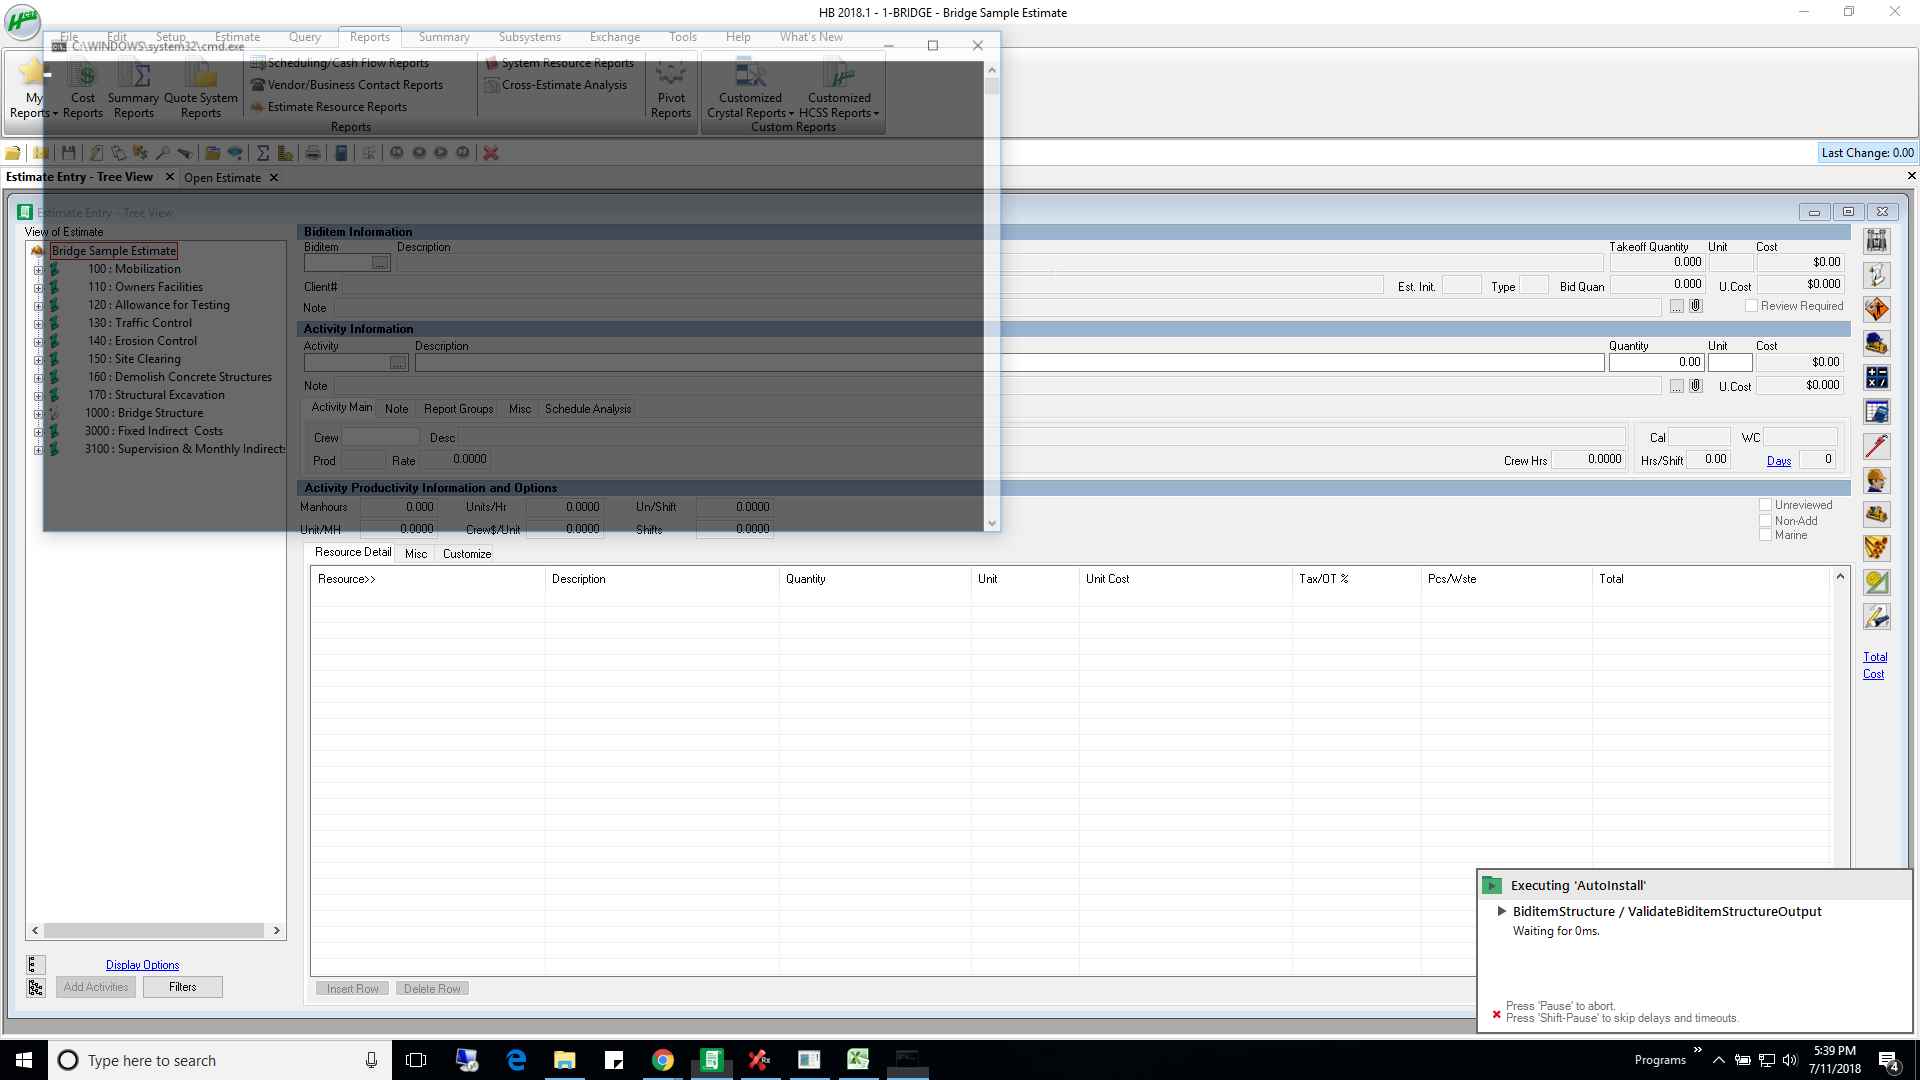 HB 2018.1 - 1-BRIDGE - Bridge Sample Estimate
File Edit Setup Estimate Query Reports Summary Subsystems Exchange Tools Help What's New
C:\WINDOWS\system32\cmd.exe
My Reports
Cost Reports
Summary Reports
Quote System Reports
Scheduling/Cash Flow Reports
Vendor/Business Contact Reports
Estimate Resource Reports
System Resource Reports
Cross-Estimate Analysis
Pivot Reports
Reports
Customized Crystal Reports
Customized HCSS Reports
Custom Reports
Last Change: 0.00
Estimate Entry - Tree View
Open Estimate
Estimate Entry - Tree View
View of Estimate
Bridge Sample Estimate
100 : Mobilization
110 : Owners Facilities
120 : Allowance for Testing
130 : Traffic Control
140 : Erosion Control
150 : Site Clearing
160 : Demolish Concrete Structures
170 : Structural Excavation
1000 : Bridge Structure
3000 : Fixed Indirect Costs
3100 : Supervision & Monthly Indirects
Display Options
Add Activities
Filters
Biditem Information
Biditem Description Takeoff Quantity Unit Cost
... 0.000 $0.00
Client# Est. Init. Type Bid Quan 0.000 U.Cost $0.000
Note ... Review Required
Activity Information
Activity Description Quantity Unit Cost
... 0.00 $0.00
Note ... U.Cost $0.000
Activity Main Note Report Groups Misc Schedule Analysis
Crew Desc Cal WC
Prod Rate 0.0000 Crew Hrs 0.0000 Hrs/Shift 0.00 Days 0
Activity Productivity Information and Options
Manhours 0.000 Units/Hr 0.0000 Un/Shift 0.0000
Unit/MH 0.0000 Crew$/Unit 0.0000 Shifts 0.0000
Unreviewed
Non-Add
Marine
Resource Detail Misc Customize
Resource>> Description Quantity Unit Unit Cost Tax/OT % Pcs/Wste Total
Total Cost
Insert Row Delete Row
Executing 'AutoInstall'
BiditemStructure / ValidateBiditemStructureOutput
Waiting for 0ms.
Press 'Pause' to abort.
Press 'Shift-Pause' to skip delays and timeouts.
Type here to search
Programs
5:39 PM
7/11/2018
4